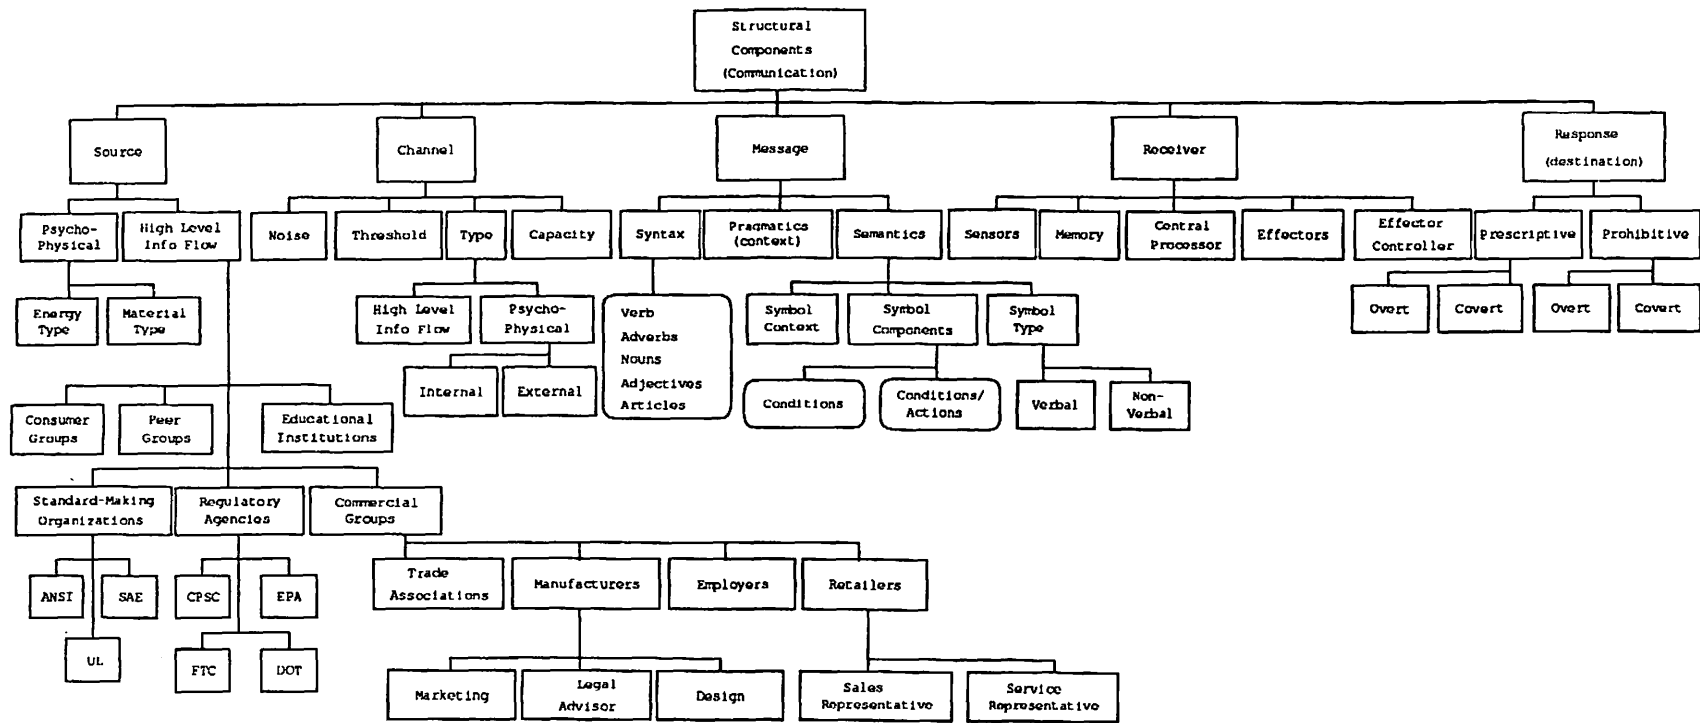 Structural
Components
(Communication)
Source
Channel
Message
Receiver
Response
(destination)
Psycho-
Physical
High Level
Info Flow
Noise
Threshold
Type
Capacity
Syntax
Pragmatics
(context)
Semantics
Sensors
Memory
Central
Processor
Effectors
Effector
Controller
Prescriptive
Prohibitive
Energy
Type
Material
Type
High Level
Info Flow
Psycho-
Physical
Verb
Adverbs
Nouns
Adjectives
Articles
Symbol
Context
Symbol
Components
Symbol
Type
Overt
Covert
Overt
Covert
Internal
External
Conditions
Conditions/
Actions
Verbal
Non-
Verbal
Consumer
Groups
Peer
Groups
Educational
Institutions
Standard-Making
Organizations
Regulatory
Agencies
Commercial
Groups
ANSI
SAE
CPSC
EPA
Trade
Associations
Manufacturers
Employers
Retailers
UL
FTC
DOT
Marketing
Legal
Advisor
Design
Sales
Representative
Service
Representative